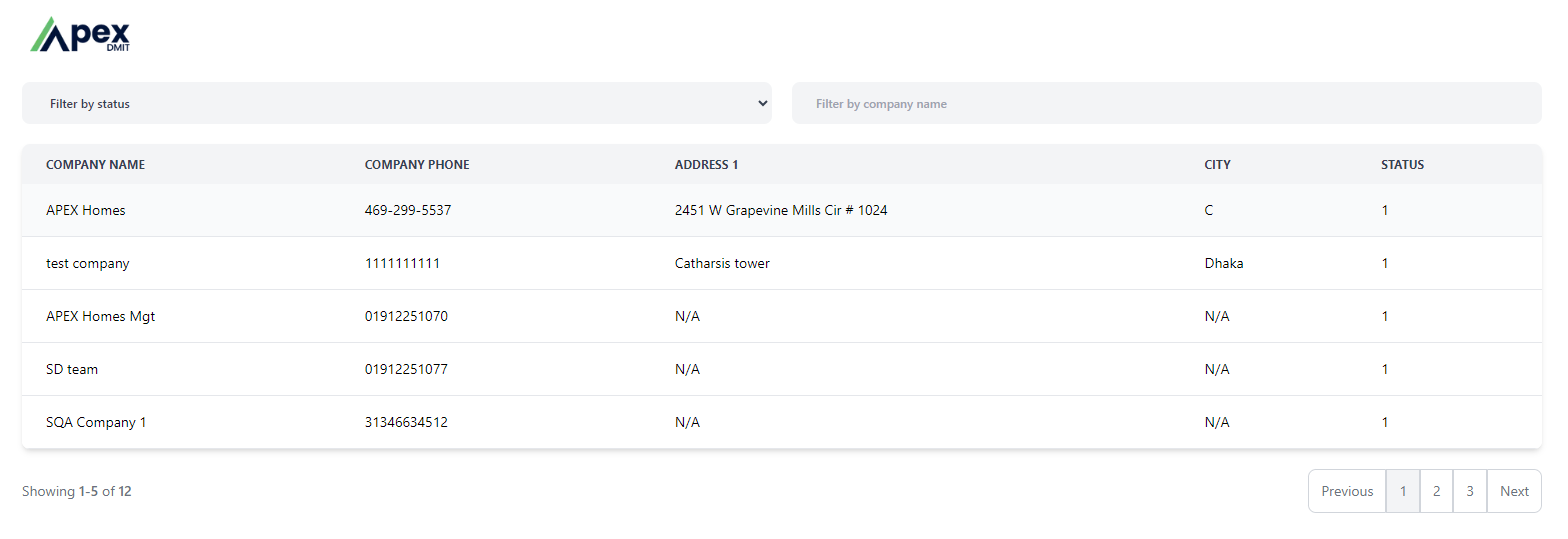 Apex
DMIT
Filter by status Filter by company name
COMPANY NAME COMPANY PHONE ADDRESS 1 CITY STATUS
APEX Homes 469-299-5537 2451 W Grapevine Mills Cir # 1024 C 1
test company 1111111111 Catharsis tower Dhaka 1
APEX Homes Mgt 01912251070 N/A N/A 1
SD team 01912251077 N/A N/A 1
SQA Company 1 31346634512 N/A N/A 1
Showing 1-5 of 12 Previous 1 2 3 Next